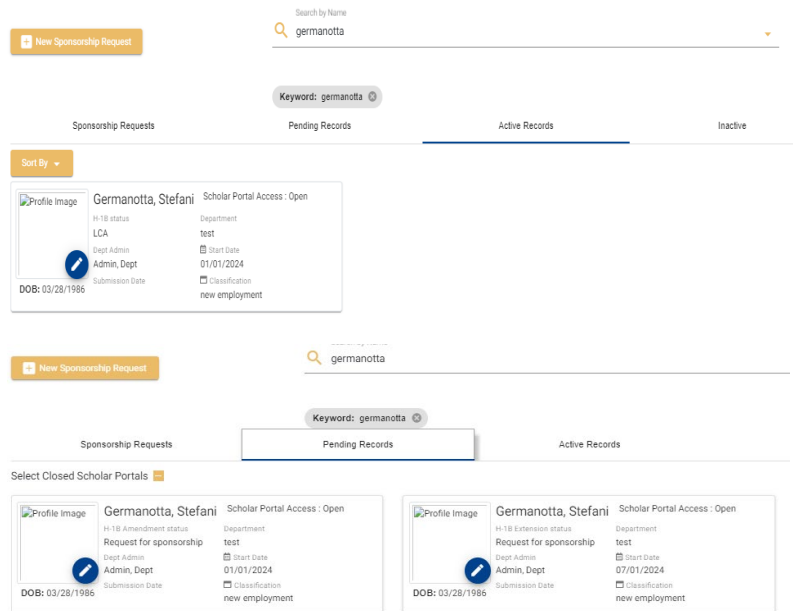 Search by Name
New Sponsorship Request
germanotta
Keyword: germanotta
Sponsorship Requests Pending Records Active Records Inactive
Sort By
Profile Image
Germanotta, Stefani Scholar Portal Access : Open
H-1B status Department
LCA test
Dept Admin Start Date
Admin, Dept 01/01/2024
Submission Date Classification
DOB: 03/28/1986
new employment
New Sponsorship Request
germanotta
Keyword: germanotta
Sponsorship Requests Pending Records Active Records
Select Closed Scholar Portals
Profile Image
Germanotta, Stefani Scholar Portal Access : Open
H-1B Amendment status Department
Request for sponsorship test
Dept Admin Start Date
Admin, Dept 01/01/2024
Submission Date Classification
DOB: 03/28/1986
new employment
Profile Image
Germanotta, Stefani Scholar Portal Access : Open
H-1B Extension status Department
Request for sponsorship test
Dept Admin Start Date
Admin, Dept 07/01/2024
Submission Date Classification
DOB: 03/28/1986
new employment